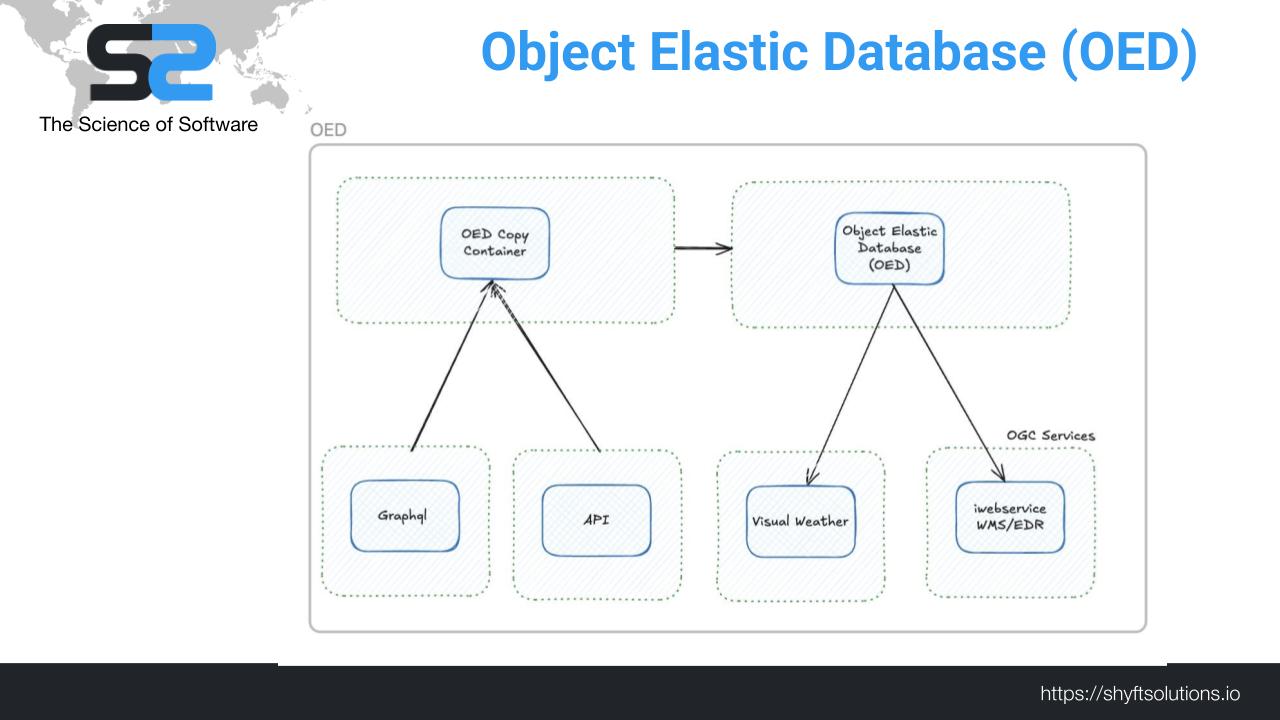 Object Elastic Database (OED)
S2
The Science of Software
OED
OED Copy
Container
Object Elastic
Database
(OED)
OGC Services
Graphql
API
Visual Weather
iwebservice
WMS/EDR
https://shyftsolutions.io